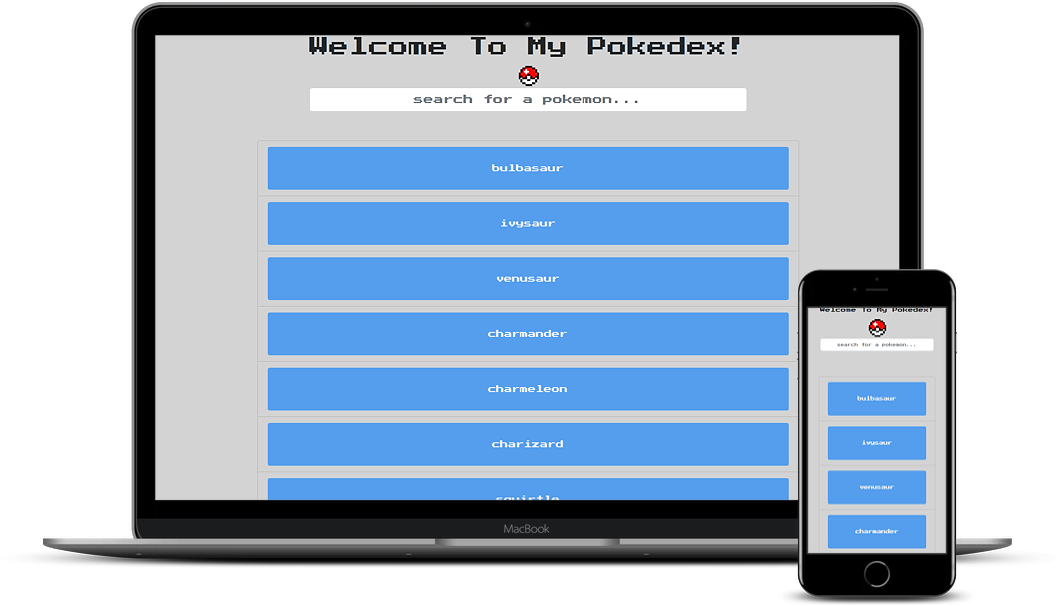 Welcome To My Pokedex!
search for a pokemon...
bulbasaur
ivysaur
venusaur
charmander
charmeleon
charizard
squirtle
MacBook
Welcome To My Pokedex!
search for a pokemon...
bulbasaur
ivysaur
venusaur
charmander